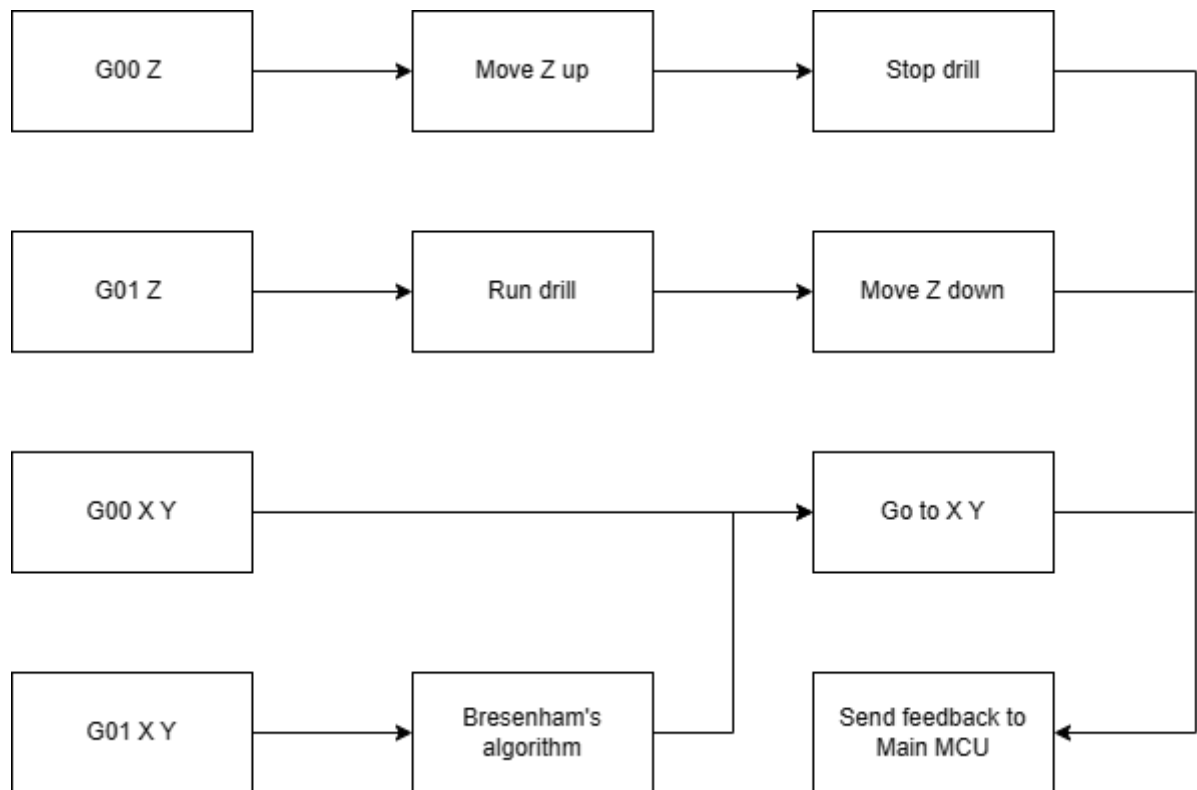 G00 Z
Move Z up
Stop drill
G01 Z
Run drill
Move Z down
G00 X Y
Go to X Y
G01 X Y
Bresenham's
algorithm
Send feedback to
Main MCU